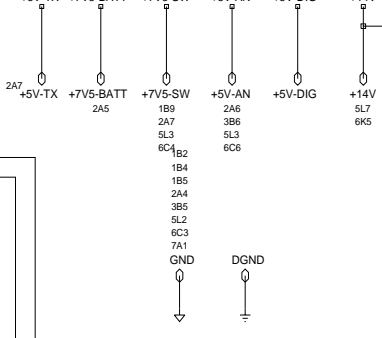 2A7
+5V-TX +7V5-BATT +7V5-SW +5V-AN +5V-DIG +14V
2A5 1B9 2A6 5L7
2A7 3B6 6K5
5L3 5L3
6C4 6C6
1B2
1B4
1B5
2A4
3B5
5L2
6C3
7A1
GND DGND